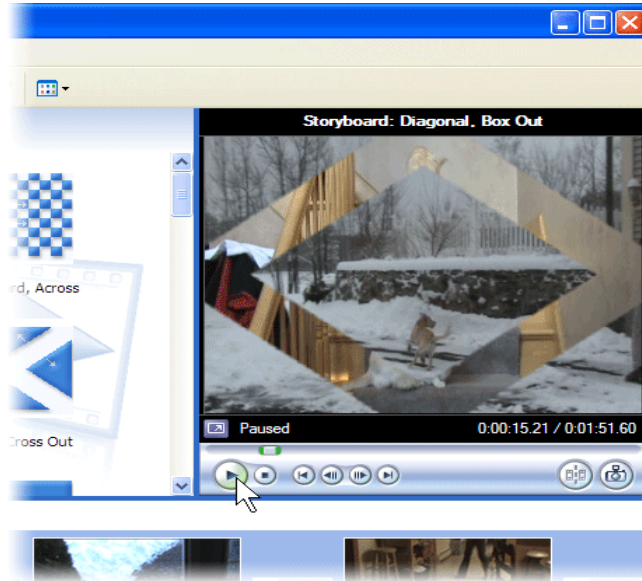 Storyboard: Diagonal, Box Out
rd, Across
Cross Out
Paused
0:00:15.21 / 0:01:51.60